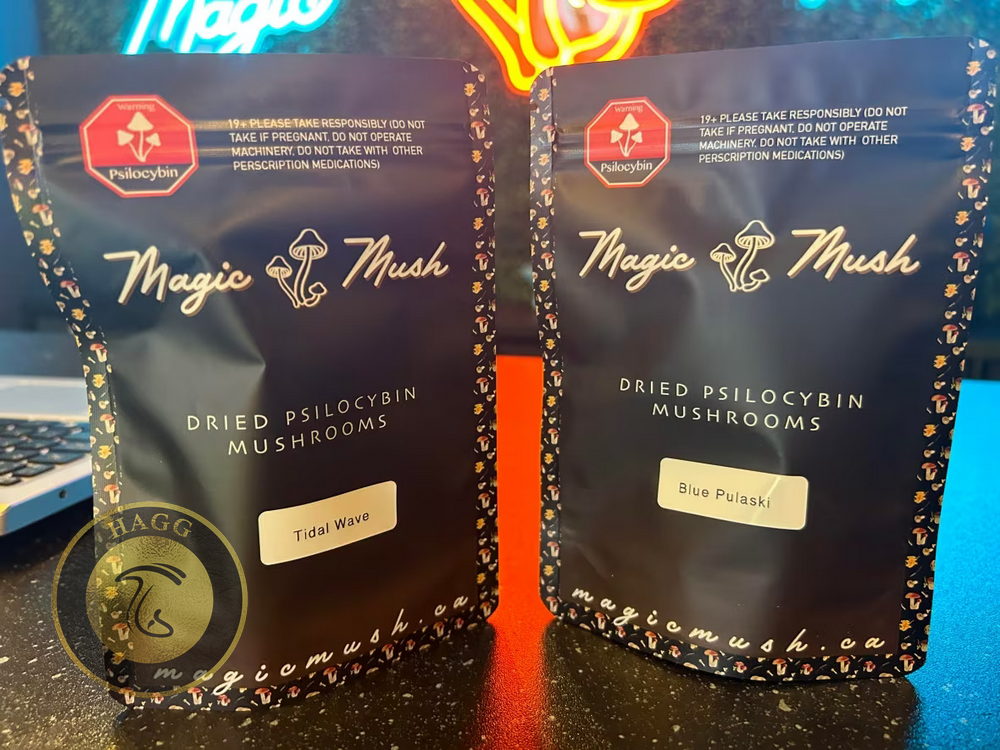 Magic
Warning
Psilocybin
19+ PLEASE TAKE RESPONSIBLY (DO NOT
TAKE IF PREGNANT, DO NOT OPERATE
MACHINERY, DO NOT TAKE WITH OTHER
PERSCRIPTION MEDICATIONS)
Magic Mush
DRIED PSILOCYBIN
MUSHROOMS
Tidal Wave
magicmush.ca
HAGG
Warning
Psilocybin
19+ PLEASE TAKE RESPONSIBLY (DO NOT
TAKE IF PREGNANT, DO NOT OPERATE
MACHINERY, DO NOT TAKE WITH OTHER
PERSCRIPTION MEDICATIONS)
Magic Mush
DRIED PSILOCYBIN
MUSHROOMS
Blue Pulaski
magicmush.ca